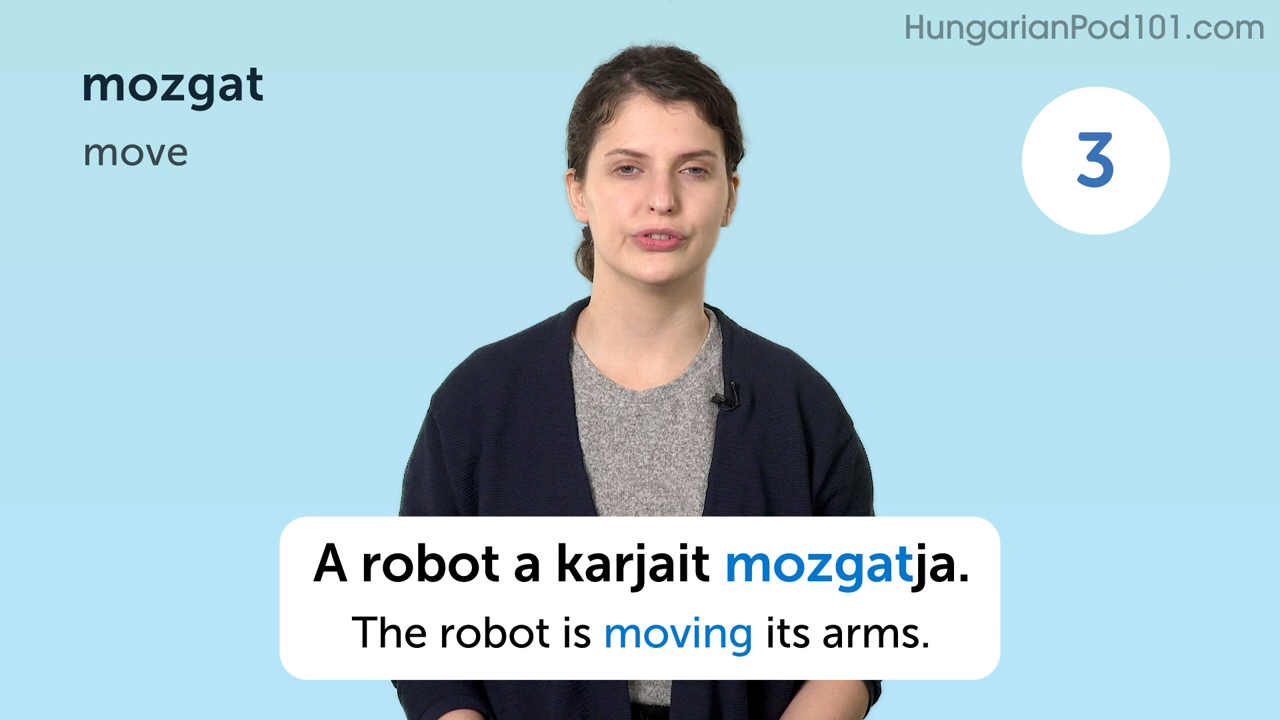 HungarianPod101.com
mozgat
move
3
A robot a karjait mozgatja.
The robot is moving its arms.